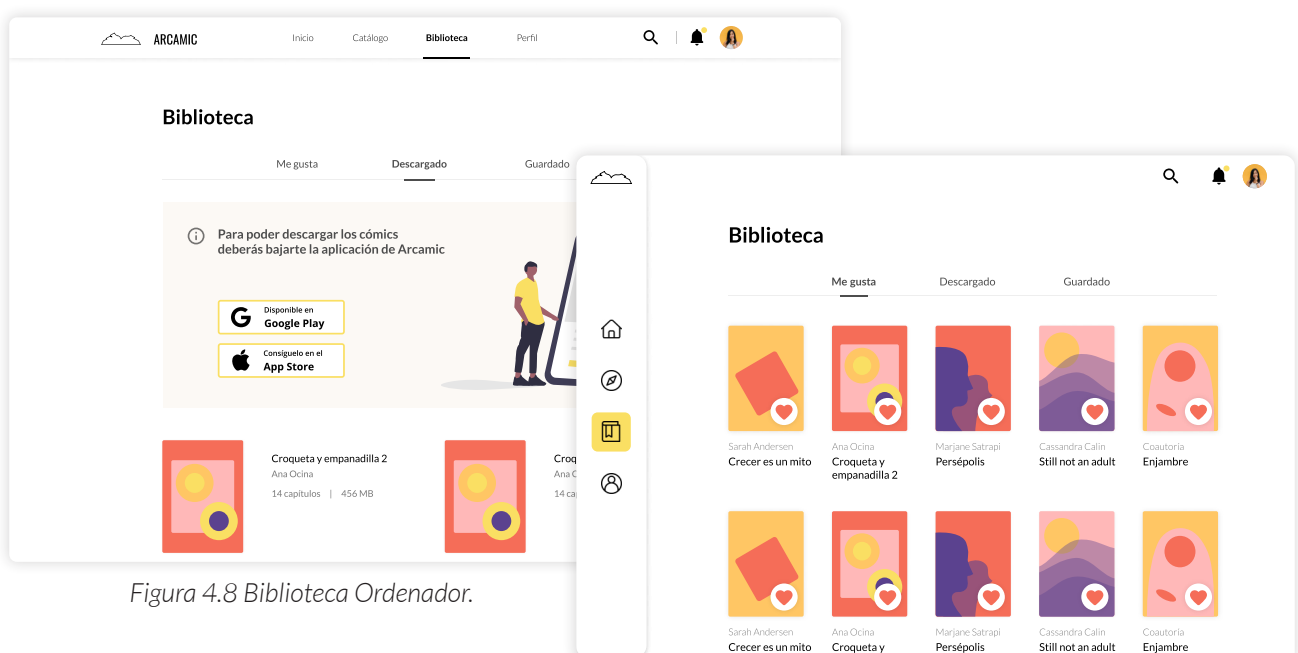 ARCAMIC
Inicio
Catálogo
Biblioteca
Perfil
Biblioteca
Me gusta
Descargado
Guardado
Para poder descargar los cómics
deberás bajarte la aplicación de Arcamic
Disponible en
Google Play
Consíguelo en el
App Store
Croqueta y empanadilla 2
Ana Ocina
14 capítulos | 456 MB
Croq
Ana
14 ca
Figura 4.8 Biblioteca Ordenador.
Biblioteca
Me gusta
Descargado
Guardado
Sarah Andersen
Crecer es un mito
Ana Ocina
Croqueta y
empanadilla 2
Marjane Satrapi
Persépolis
Cassandra Calin
Still not an adult
Coautoría
Enjambre
Sarah Andersen
Crecer es un mito
Ana Ocina
Croqueta y
Marjane Satrapi
Persépolis
Cassandra Calin
Still not an adult
Coautoría
Enjambre